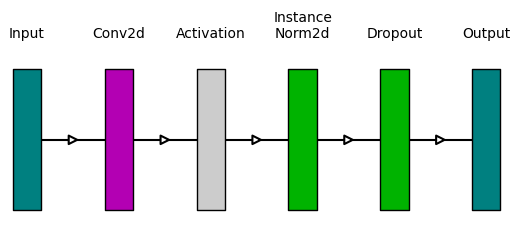 Input
Conv2d
Activation
Instance
Norm2d
Dropout
Output